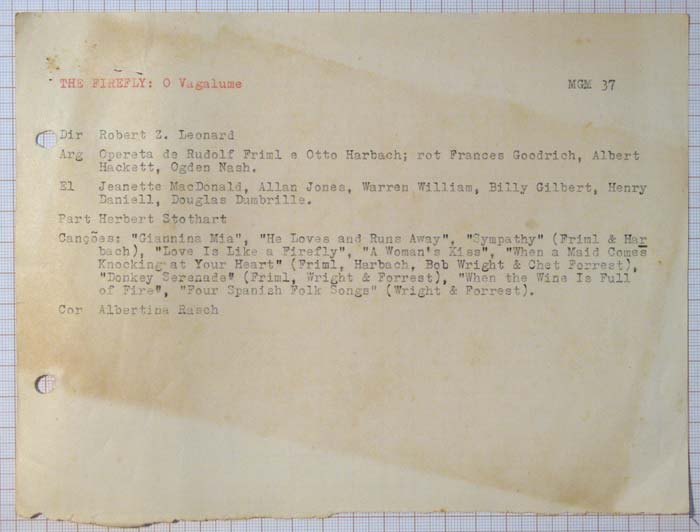 THE FIREFLY: O Vagalume MGM 37
Dir Robert Z. Leonard
Arg Opereta de Rudolf Friml e Otto Harbach; rot Frances Goodrich, Albert
Hackett, Ogden Nash.
El Jeanette MacDonald, Allan Jones, Warren William, Billy Gilbert, Henry
Daniell, Douglas Dumbrille.
Part Herbert Stothart
Canções: "Giannina Mia", "He Loves and Runs Away", "Sympathy" (Friml & Har
bach), "Love Is Like a Firefly", "A Woman's Kiss", "When a Maid Comes
Knocking at Your Heart" (Friml, Harbach, Bob Wright & Chet Forrest),
"Donkey Serenade" (Friml, Wright & Forrest), "When the Wine Is Full
of Fire", "Four Spanish Folk Songs" (Wright & Forrest).
Cor Albertina Rasch